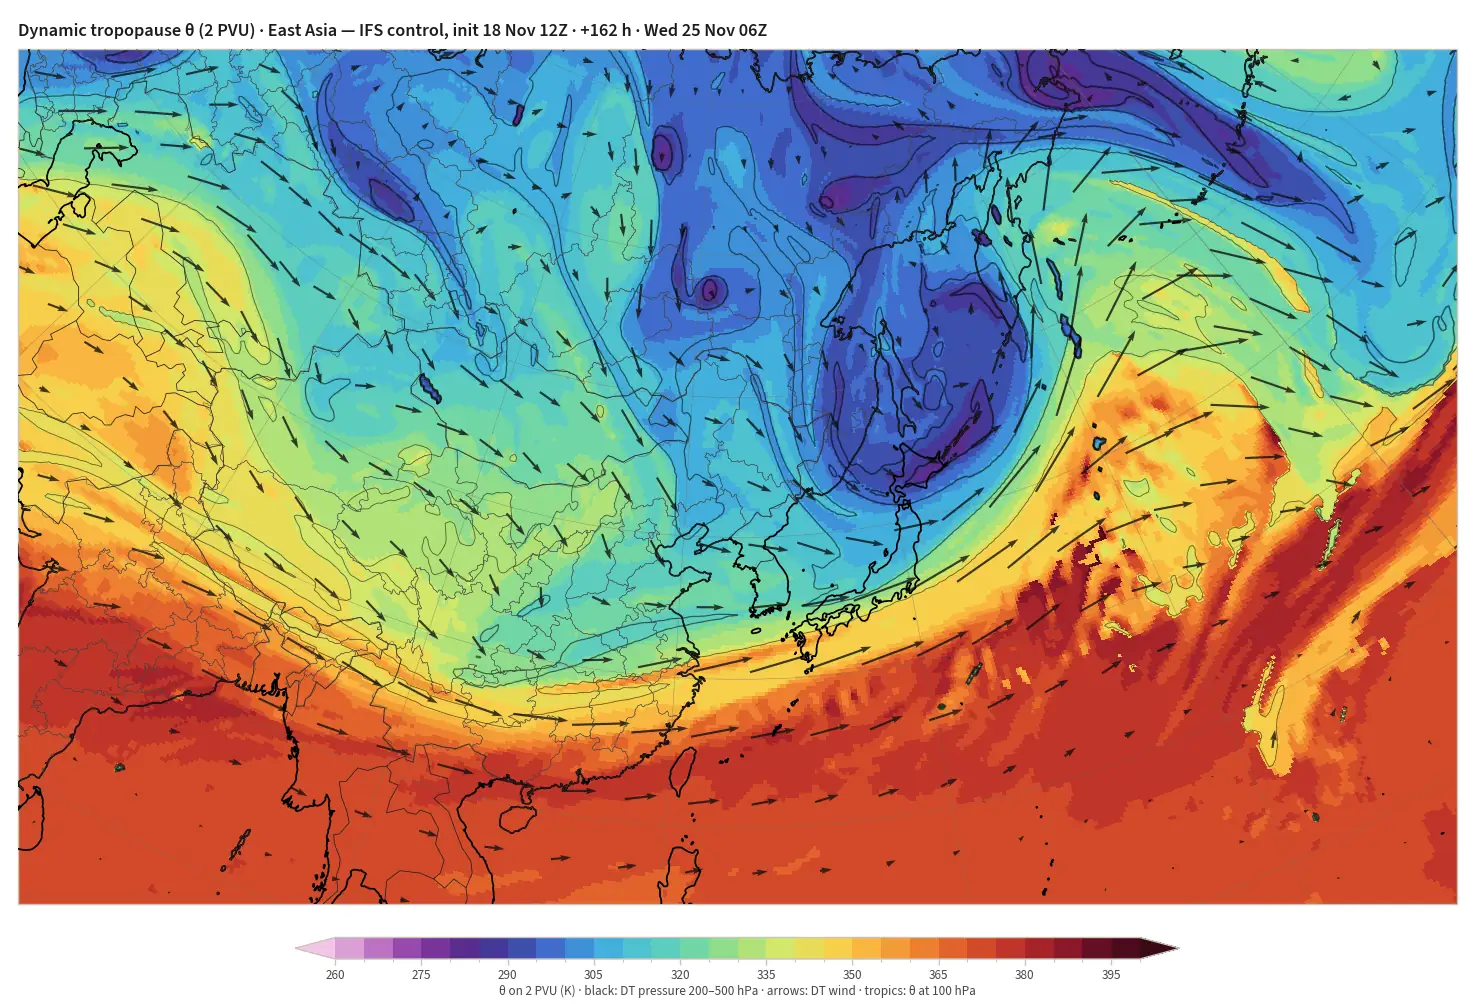 Dynamic tropopause θ (2 PVU) · East Asia — IFS control, init 18 Nov 12Z · +162 h · Wed 25 Nov 06Z
260 275 290 305 320 335 350 365 380 395
θ on 2 PVU (K) · black: DT pressure 200–500 hPa · arrows: DT wind · tropics: θ at 100 hPa